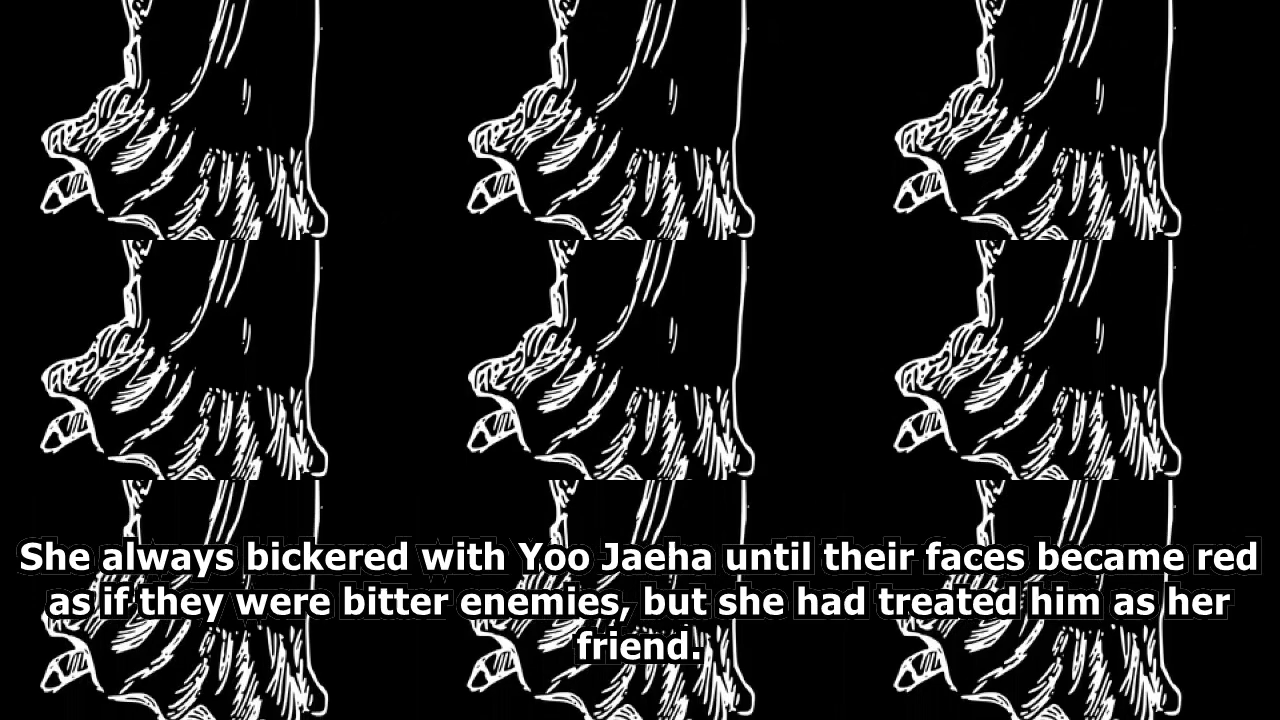 She always bickered with Yoo Jaeha until their faces became red
as if they were bitter enemies, but she had treated him as her
friend.